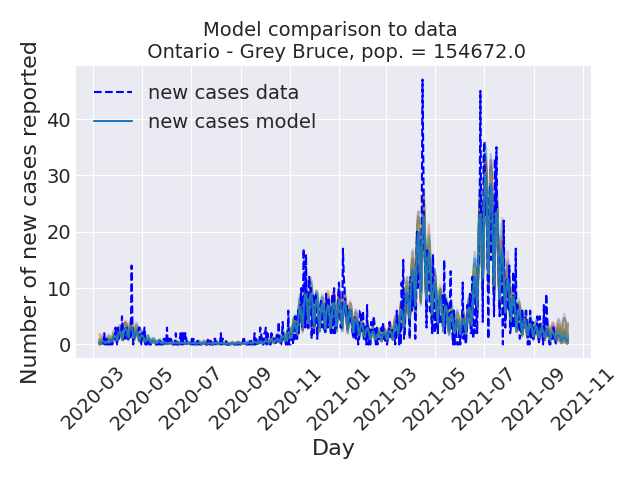 Model comparison to data
Ontario - Grey Bruce, pop. = 154672.0
Number of new cases reported
new cases data
new cases model
40
30
20
10
0
2020-03
2020-05
2020-07
2020-09
2020-11
2021-01
2021-03
2021-05
2021-07
2021-09
2021-11
Day